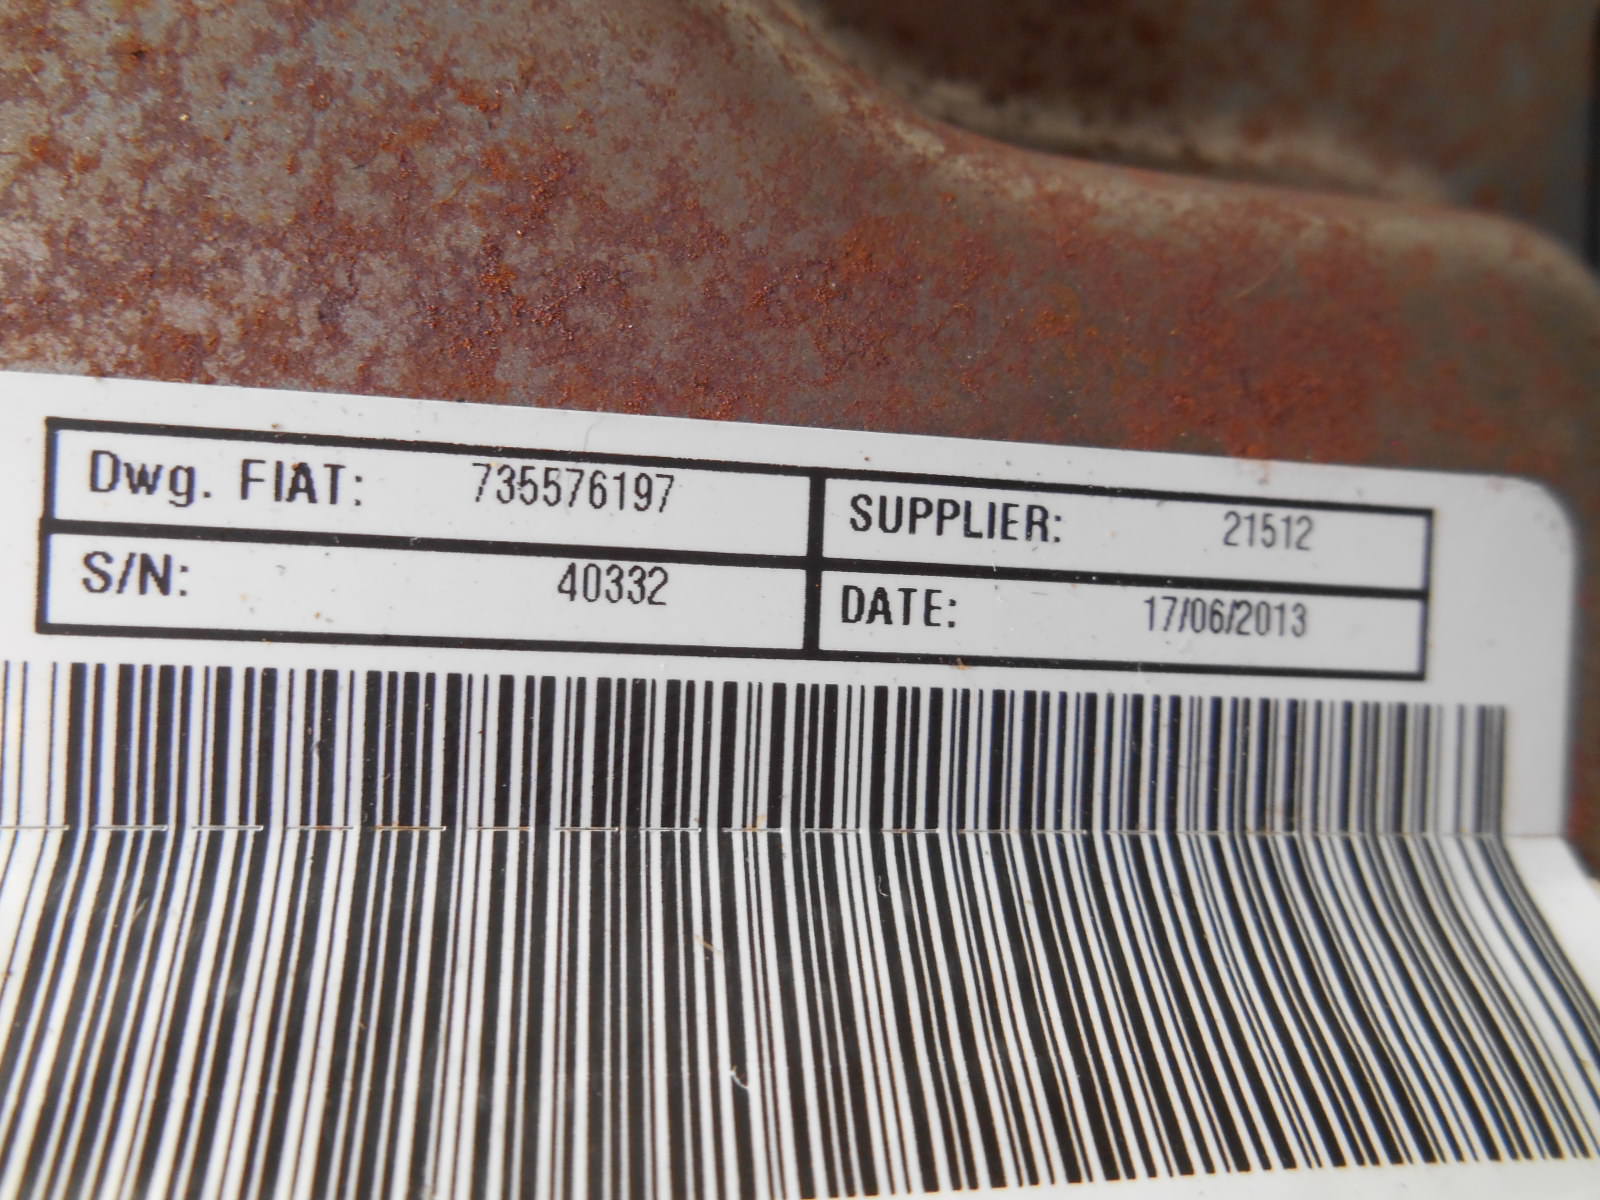 Dwg. FIAT: 735576197 SUPPLIER: 21512
S/N: 40332 DATE: 17/06/2013